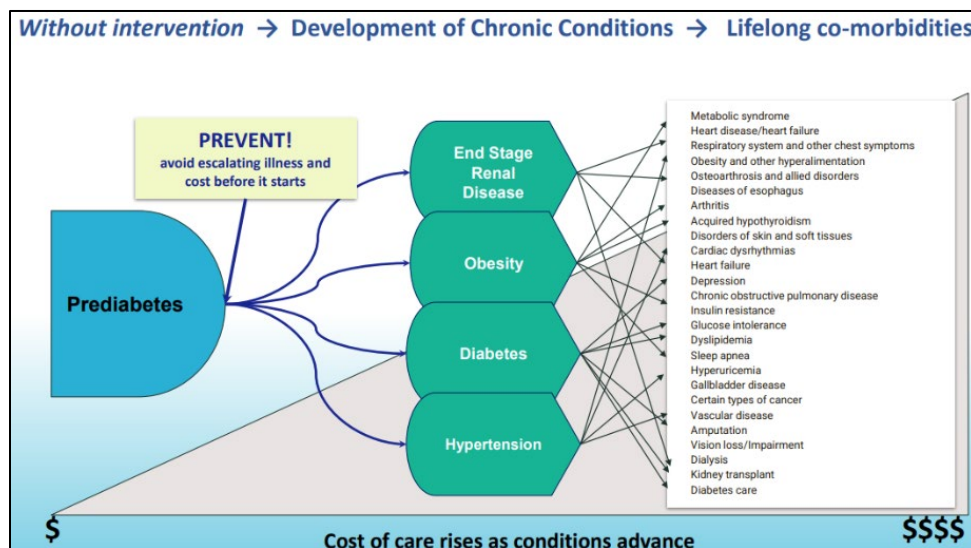 Without intervention → Development of Chronic Conditions → Lifelong co-morbidities
PREVENT!
avoid escalating illness and
cost before it starts
Prediabetes
End Stage
Renal
Disease
Obesity
Diabetes
Hypertension
Metabolic syndrome
Heart disease/heart failure
Respiratory system and other chest symptoms
Obesity and other hyperalimentation
Osteoarthrosis and allied disorders
Diseases of esophagus
Arthritis
Acquired hypothyroidism
Disorders of skin and soft tissues
Cardiac dysrhythmias
Heart failure
Depression
Chronic obstructive pulmonary disease
Insulin resistance
Glucose intolerance
Dyslipidemia
Sleep apnea
Hyperuricemia
Gallbladder disease
Certain types of cancer
Vascular disease
Amputation
Vision loss/Impairment
Dialysis
Kidney transplant
Diabetes care
$
$$$$
Cost of care rises as conditions advance